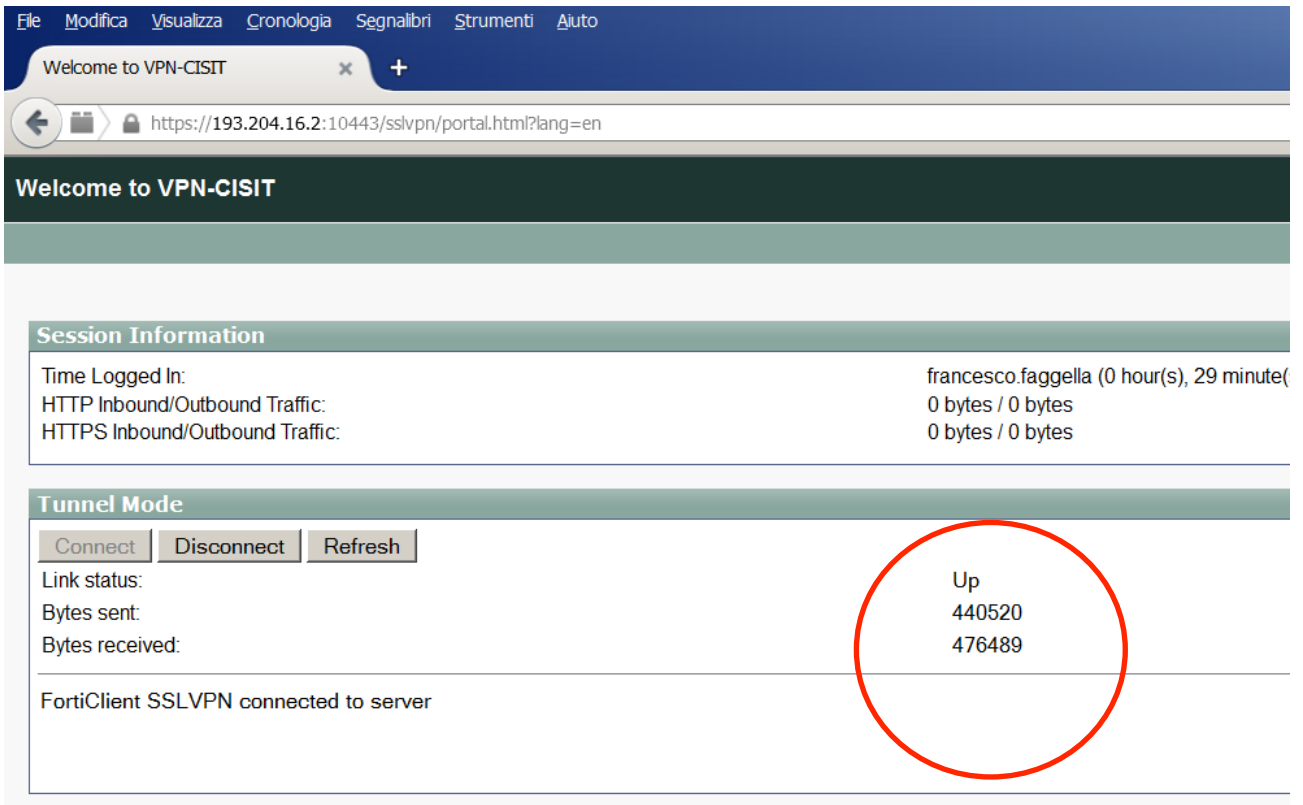 File Modifica Visualizza Cronologia Segnalibri Strumenti Aiuto
Welcome to VPN-CISIT × +
https://193.204.16.2:10443/sslvpn/portal.html?lang=en
Welcome to VPN-CISIT
Session Information
Time Logged In: francesco.faggella (0 hour(s), 29 minute(
HTTP Inbound/Outbound Traffic: 0 bytes / 0 bytes
HTTPS Inbound/Outbound Traffic: 0 bytes / 0 bytes
Tunnel Mode
Connect Disconnect Refresh
Link status: Up
Bytes sent: 440520
Bytes received: 476489
FortiClient SSLVPN connected to server